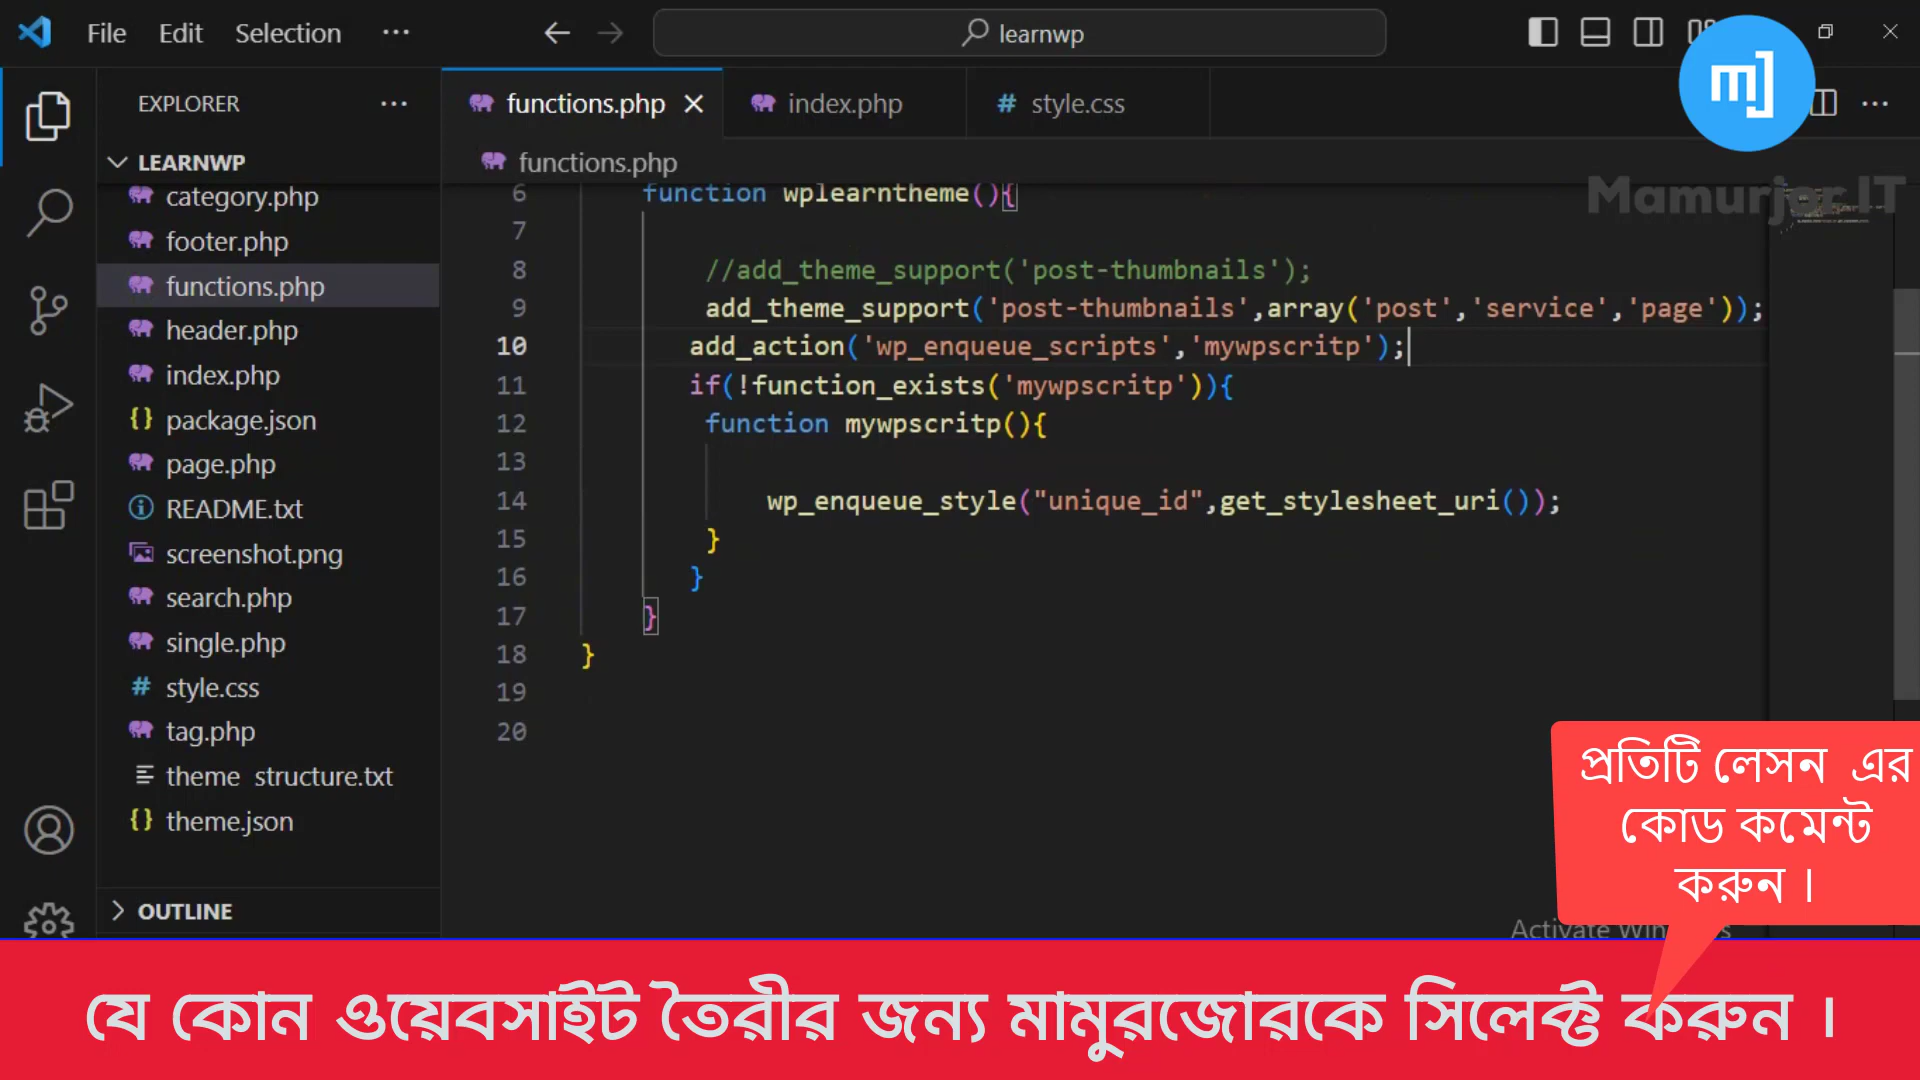 File Edit Selection ...
learnwp
EXPLORER ...
LEARNWP
category.php
footer.php
functions.php
header.php
index.php
package.json
page.php
README.txt
screenshot.png
search.php
single.php
style.css
tag.php
theme structure.txt
theme.json
OUTLINE
functions.php
index.php
style.css
functions.php
m]
Mamurjor IT
6 function wplearntheme(){
7
8 //add_theme_support('post-thumbnails');
9 add_theme_support('post-thumbnails',array('post','service','page'));
10 add_action('wp_enqueue_scripts','mywpscritp');
11 if(!function_exists('mywpscritp')){
12 function mywpscritp(){
13
14 wp_enqueue_style("unique_id",get_stylesheet_uri());
15 }
16 }
17 }
18 }
19
20
প্রতিটি লেসন এর
কোড কমেন্ট
করুন ।
Activate Win
যে কোন ওয়েবসাইট তৈরীর জন্য মামুরজোরকে সিলেক্ট করুন ।